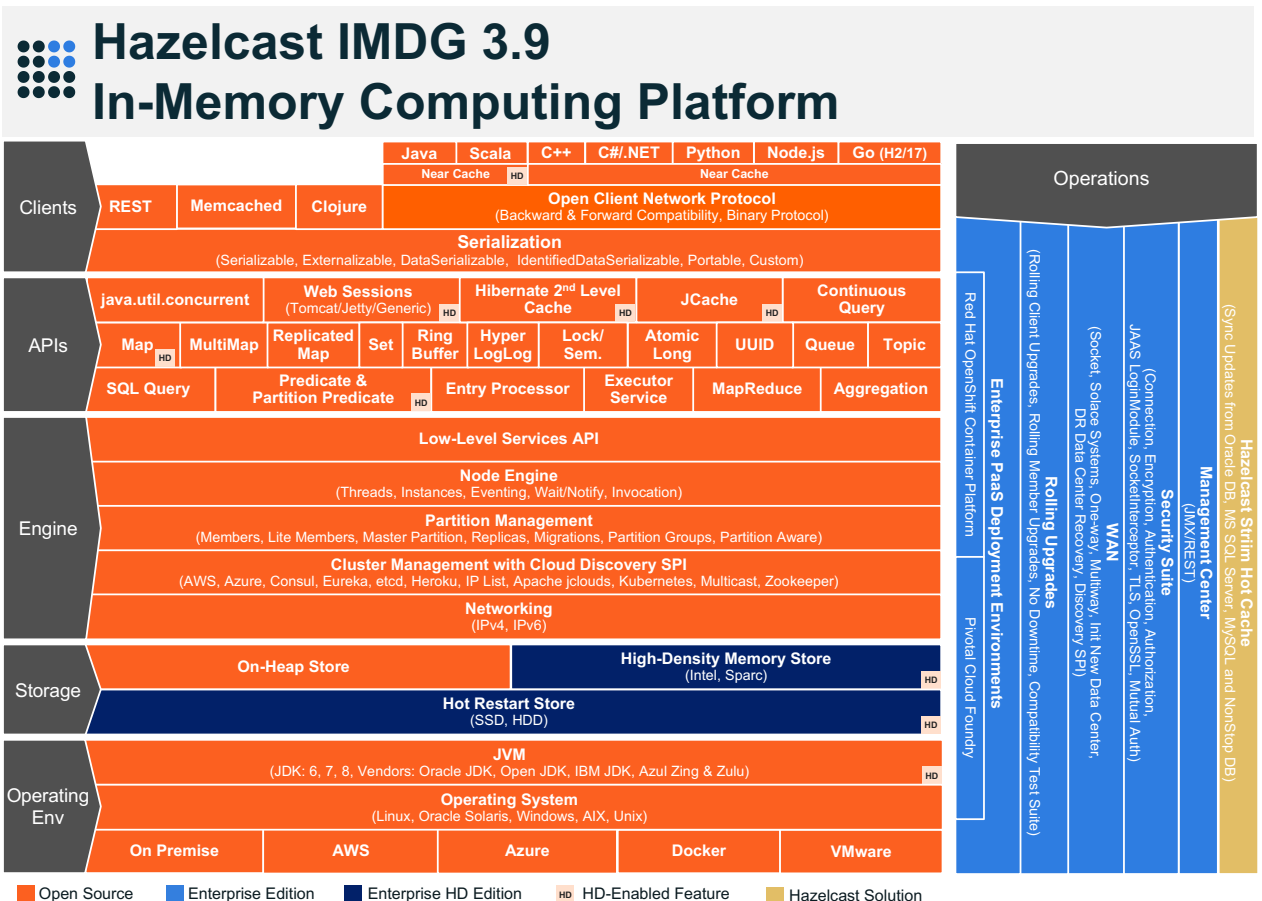 Hazelcast IMDG 3.9
In-Memory Computing Platform
Clients
Java
Scala
C++
C#/.NET
Python
Node.js
Go (H2/17)
Near Cache
HD
Near Cache
REST
Memcached
Clojure
Open Client Network Protocol
(Backward & Forward Compatibility, Binary Protocol)
Serialization
(Serializable, Externalizable, DataSerializable, IdentifiedDataSerializable, Portable, Custom)
APIs
java.util.concurrent
Web Sessions
(Tomcat/Jetty/Generic)
HD
Hibernate 2nd Level
Cache
HD
JCache
HD
Continuous
Query
Map
HD
MultiMap
Replicated
Map
Set
Ring
Buffer
Hyper
LogLog
Lock/
Sem.
Atomic
Long
UUID
Queue
Topic
SQL Query
Predicate &
Partition Predicate
HD
Entry Processor
Executor
Service
MapReduce
Aggregation
Engine
Low-Level Services API
Node Engine
(Threads, Instances, Eventing, Wait/Notify, Invocation)
Partition Management
(Members, Lite Members, Master Partition, Replicas, Migrations, Partition Groups, Partition Aware)
Cluster Management with Cloud Discovery SPI
(AWS, Azure, Consul, Eureka, etcd, Heroku, IP List, Apache jclouds, Kubernetes, Multicast, Zookeeper)
Networking
(IPv4, IPv6)
Storage
On-Heap Store
High-Density Memory Store
(Intel, Sparc)
HD
Hot Restart Store
(SSD, HDD)
HD
Operating
Env
JVM
(JDK: 6, 7, 8, Vendors: Oracle JDK, Open JDK, IBM JDK, Azul Zing & Zulu)
HD
Operating System
(Linux, Oracle Solaris, Windows, AIX, Unix)
On Premise
AWS
Azure
Docker
VMware
Operations
Enterprise PaaS Deployment Environments
Red Hat OpenShift Container Platform
Pivotal Cloud Foundry
Rolling Upgrades
(Rolling Client Upgrades, Rolling Member Upgrades, No Downtime, Compatibility Test Suite)
WAN
(Socket, Solace Systems, One-way, Multiway, Init New Data Center,
DR Data Center Recovery, Discovery SPI)
Security Suite
(Connection, Encryption, Authentication, Authorization,
JAAS LoginModule, SocketInterceptor, TLS, OpenSSL, Mutual Auth)
Management Center
(JMX/REST)
Hazelcast Striim Hot Cache
(Sync Updates from Oracle DB, MS SQL Server, MySQL and NonStop DB)
Open Source
Enterprise Edition
Enterprise HD Edition
HD
HD-Enabled Feature
Hazelcast Solution